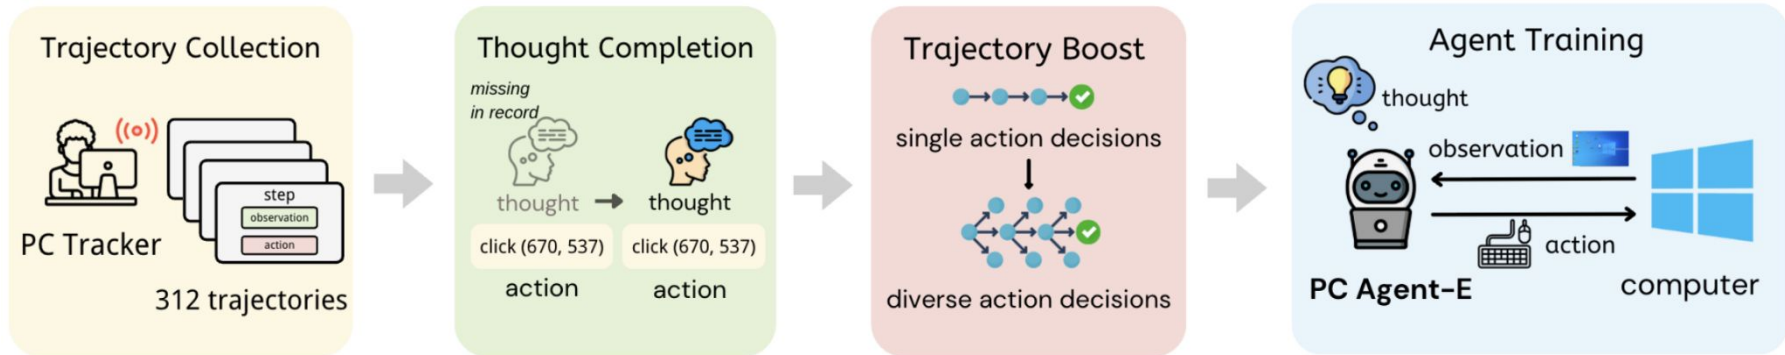 Trajectory Collection
step
observation
action
PC Tracker
312 trajectories
Thought Completion
missing
in record
thought
thought
click (670, 537)
click (670, 537)
action
action
Trajectory Boost
single action decisions
diverse action decisions
Agent Training
thought
observation
action
PC Agent-E
computer